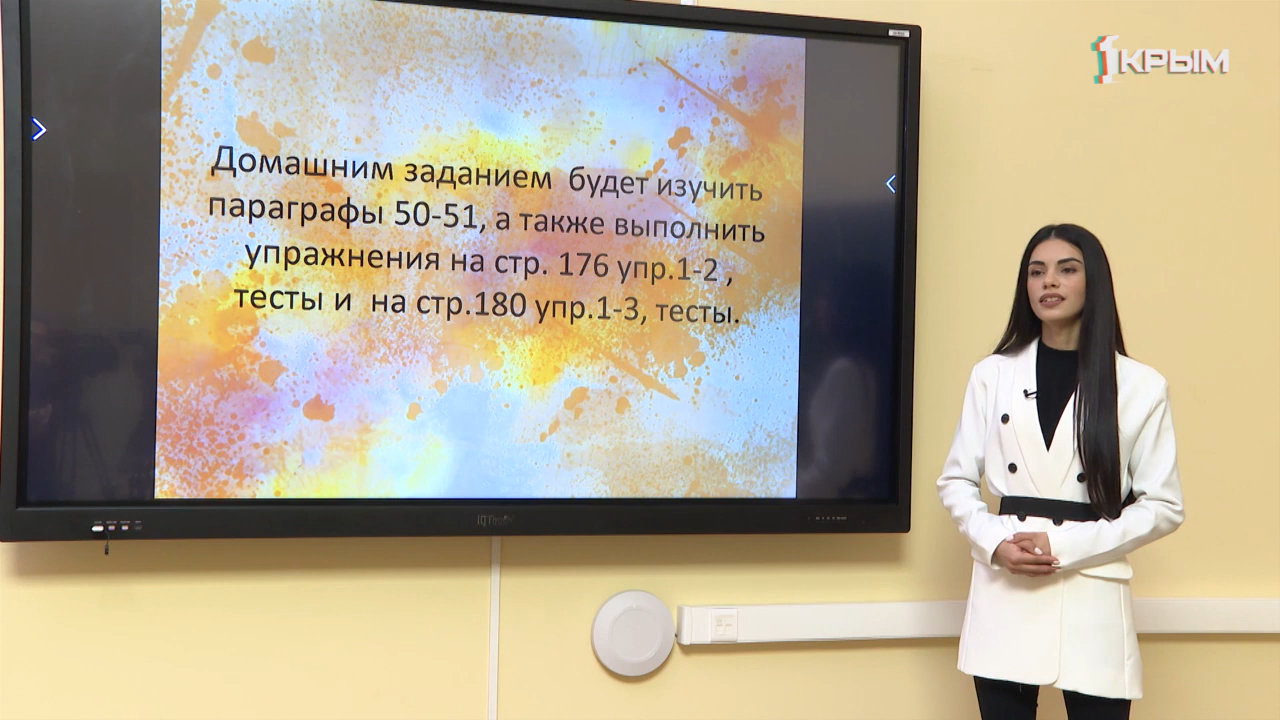 1КРЫМ
Домашним заданием будет изучить
параграфы 50-51, а также выполнить
упражнения на стр. 176 упр.1-2 ,
тесты и на стр.180 упр.1-3, тесты.